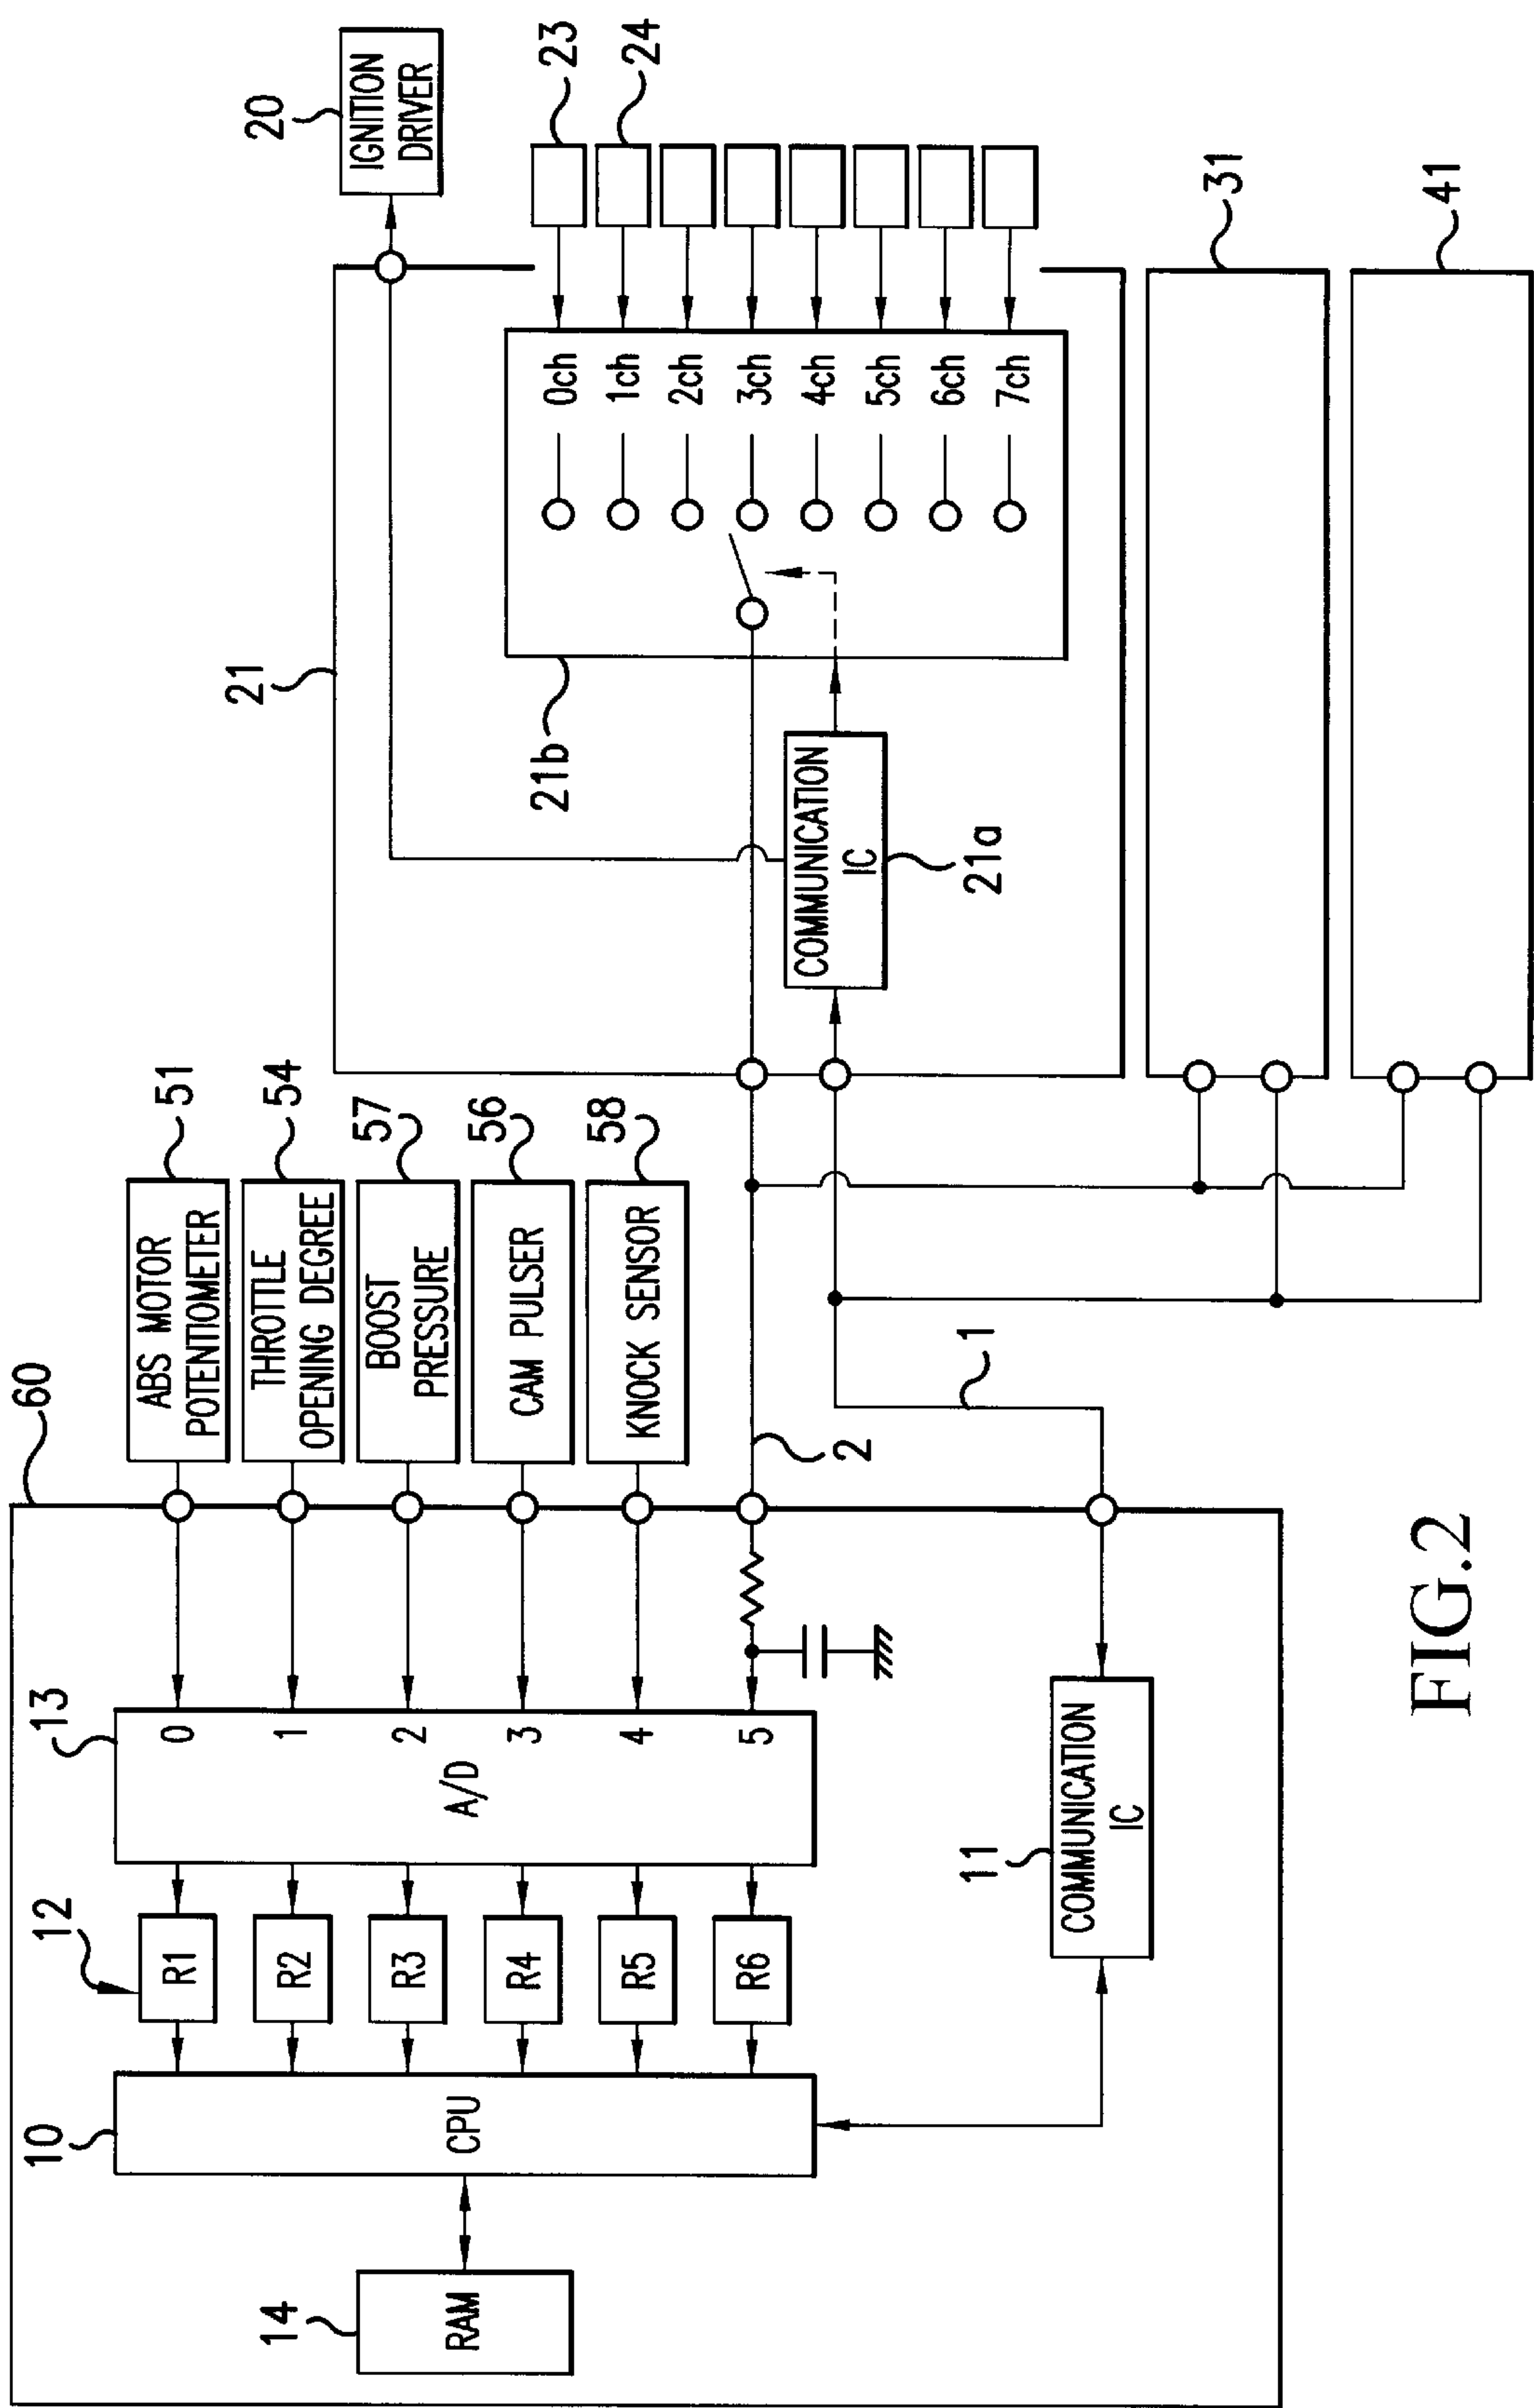 60
14
RAM
10
CPU
12
R1
R2
R3
R4
R5
R6
13
A/D
0
1
2
3
4
5
11
COMMUNICATION
IC
ABS MOTOR
POTENTIOMETER
51
THROTTLE
OPENING DEGREE
54
BOOST
PRESSURE
57
CAM PULSER
56
KNOCK SENSOR
58
2
1
21
21b
COMMUNICATION
IC
21a
0ch
1ch
2ch
3ch
4ch
5ch
6ch
7ch
20
IGNITION
DRIVER
23
24
31
41
FIG.2